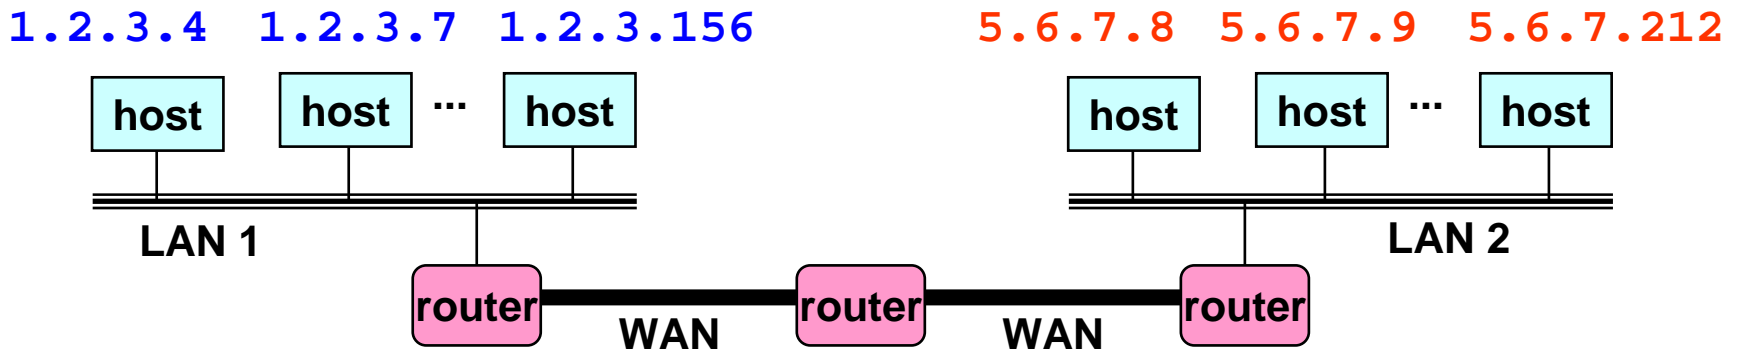 1.2.3.4 1.2.3.7 1.2.3.156 5.6.7.8 5.6.7.9 5.6.7.212
host host ... host host host ... host
LAN 1 LAN 2
router router router
WAN WAN